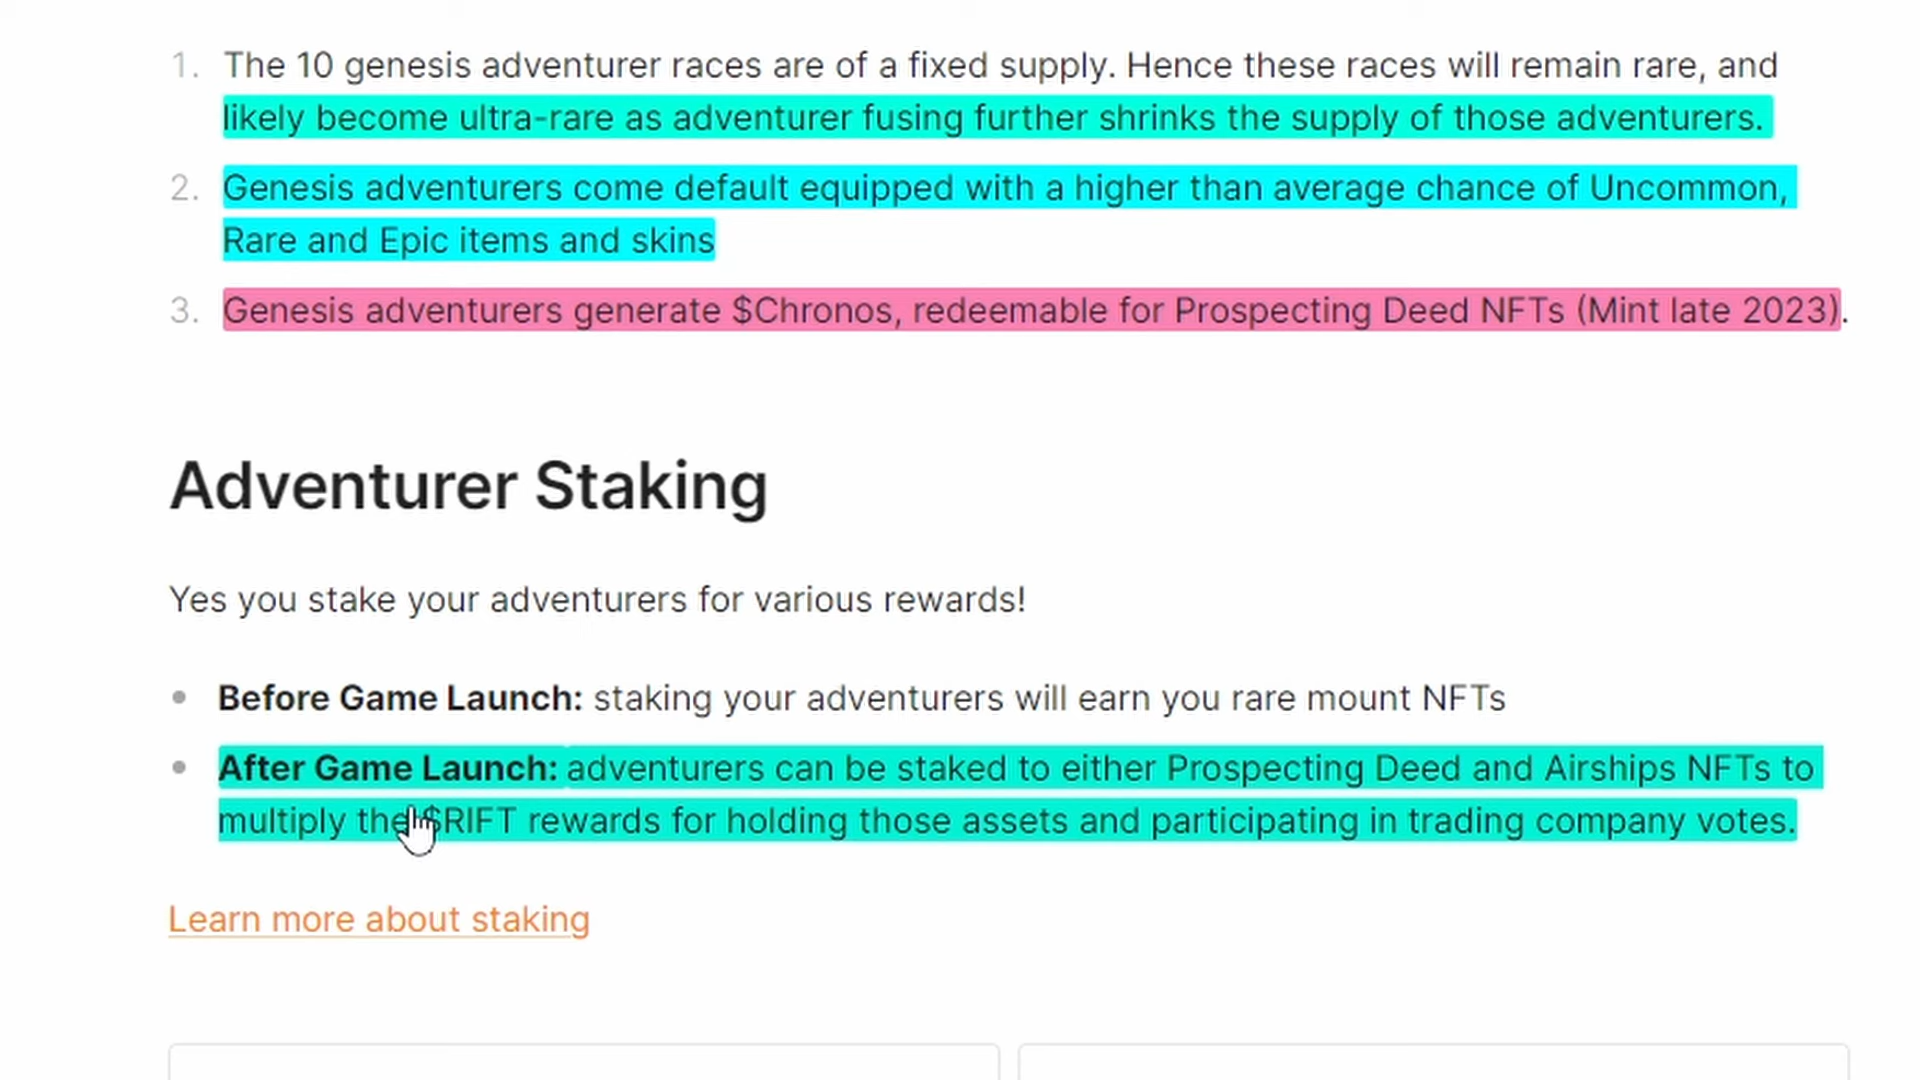 1. The 10 genesis adventurer races are of a fixed supply. Hence these races will remain rare, and
likely become ultra-rare as adventurer fusing further shrinks the supply of those adventurers.
2. Genesis adventurers come default equipped with a higher than average chance of Uncommon,
Rare and Epic items and skins
3. Genesis adventurers generate $Chronos, redeemable for Prospecting Deed NFTs (Mint late 2023).
Adventurer Staking
Yes you stake your adventurers for various rewards!
• Before Game Launch: staking your adventurers will earn you rare mount NFTs
• After Game Launch: adventurers can be staked to either Prospecting Deed and Airships NFTs to
multiply the $RIFT rewards for holding those assets and participating in trading company votes.
Learn more about staking